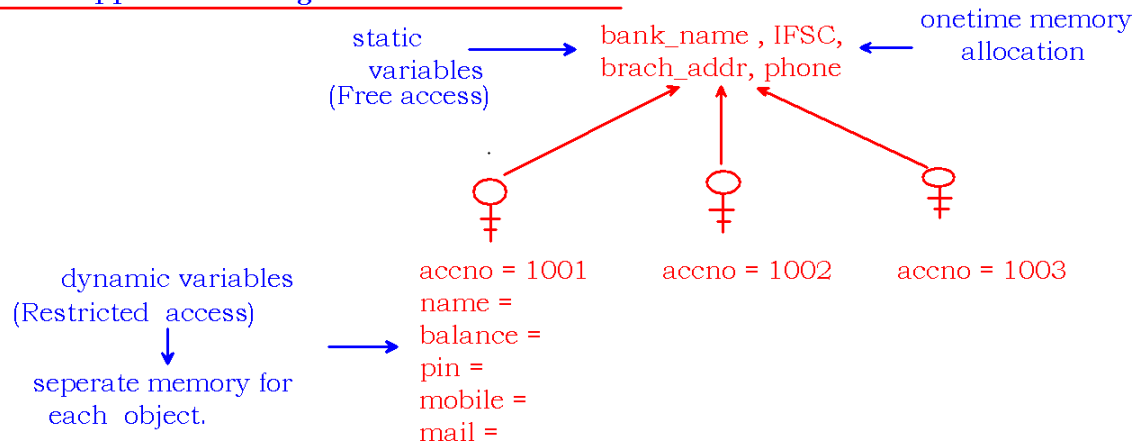 static
variables
(Free access)
bank_name , IFSC,
brach_addr, phone
onetime memory
allocation
accno = 1001
name =
balance =
pin =
mobile =
mail =
accno = 1002
accno = 1003
dynamic variables
(Restricted access)
seperate memory for
each object.